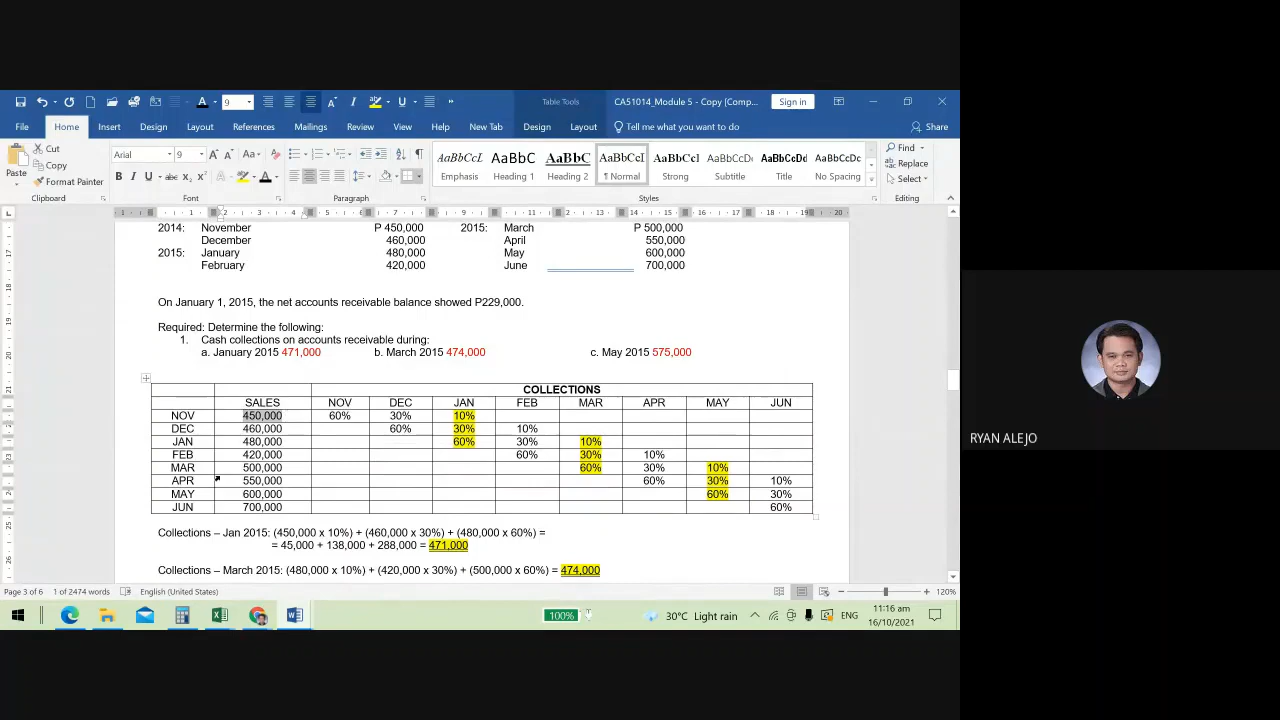 9
Table Tools
CA51014_Module 5 - Copy [Comp...
Sign in
File Home Insert Design Layout References Mailings Review View Help New Tab Design Layout Tell me what you want to do Share
Paste
Cut
Copy
Format Painter
Clipboard
Arial 9
Font
Paragraph
AaBbCcL AaBbC AaBbC AaBbCcI AaBbCcI AaBbCcDc AaBbCcDd AaBbCcDd
Emphasis Heading 1 Heading 2 ¶ Normal Strong Subtitle Title No Spacing
Styles
Find
Replace
Select
Editing
2014: November P 450,000 2015: March P 500,000
December 460,000 April 550,000
2015: January 480,000 May 600,000
February 420,000 June 700,000
On January 1, 2015, the net accounts receivable balance showed P229,000.
Required: Determine the following:
1. Cash collections on accounts receivable during:
a. January 2015 471,000 b. March 2015 474,000 c. May 2015 575,000
COLLECTIONS
SALES NOV DEC JAN FEB MAR APR MAY JUN
NOV 450,000 60% 30% 10%
DEC 460,000 60% 30% 10%
JAN 480,000 60% 30% 10%
FEB 420,000 60% 30% 10%
MAR 500,000 60% 30% 10%
APR 550,000 60% 30% 10%
MAY 600,000 60% 30%
JUN 700,000 60%
Collections – Jan 2015: (450,000 x 10%) + (460,000 x 30%) + (480,000 x 60%) =
= 45,000 + 138,000 + 288,000 = 471,000
Collections – March 2015: (480,000 x 10%) + (420,000 x 30%) + (500,000 x 60%) = 474,000
Page 3 of 6 1 of 2474 words English (United States) 120%
100% 30°C Light rain ENG 11:16 am
16/10/2021
RYAN ALEJO